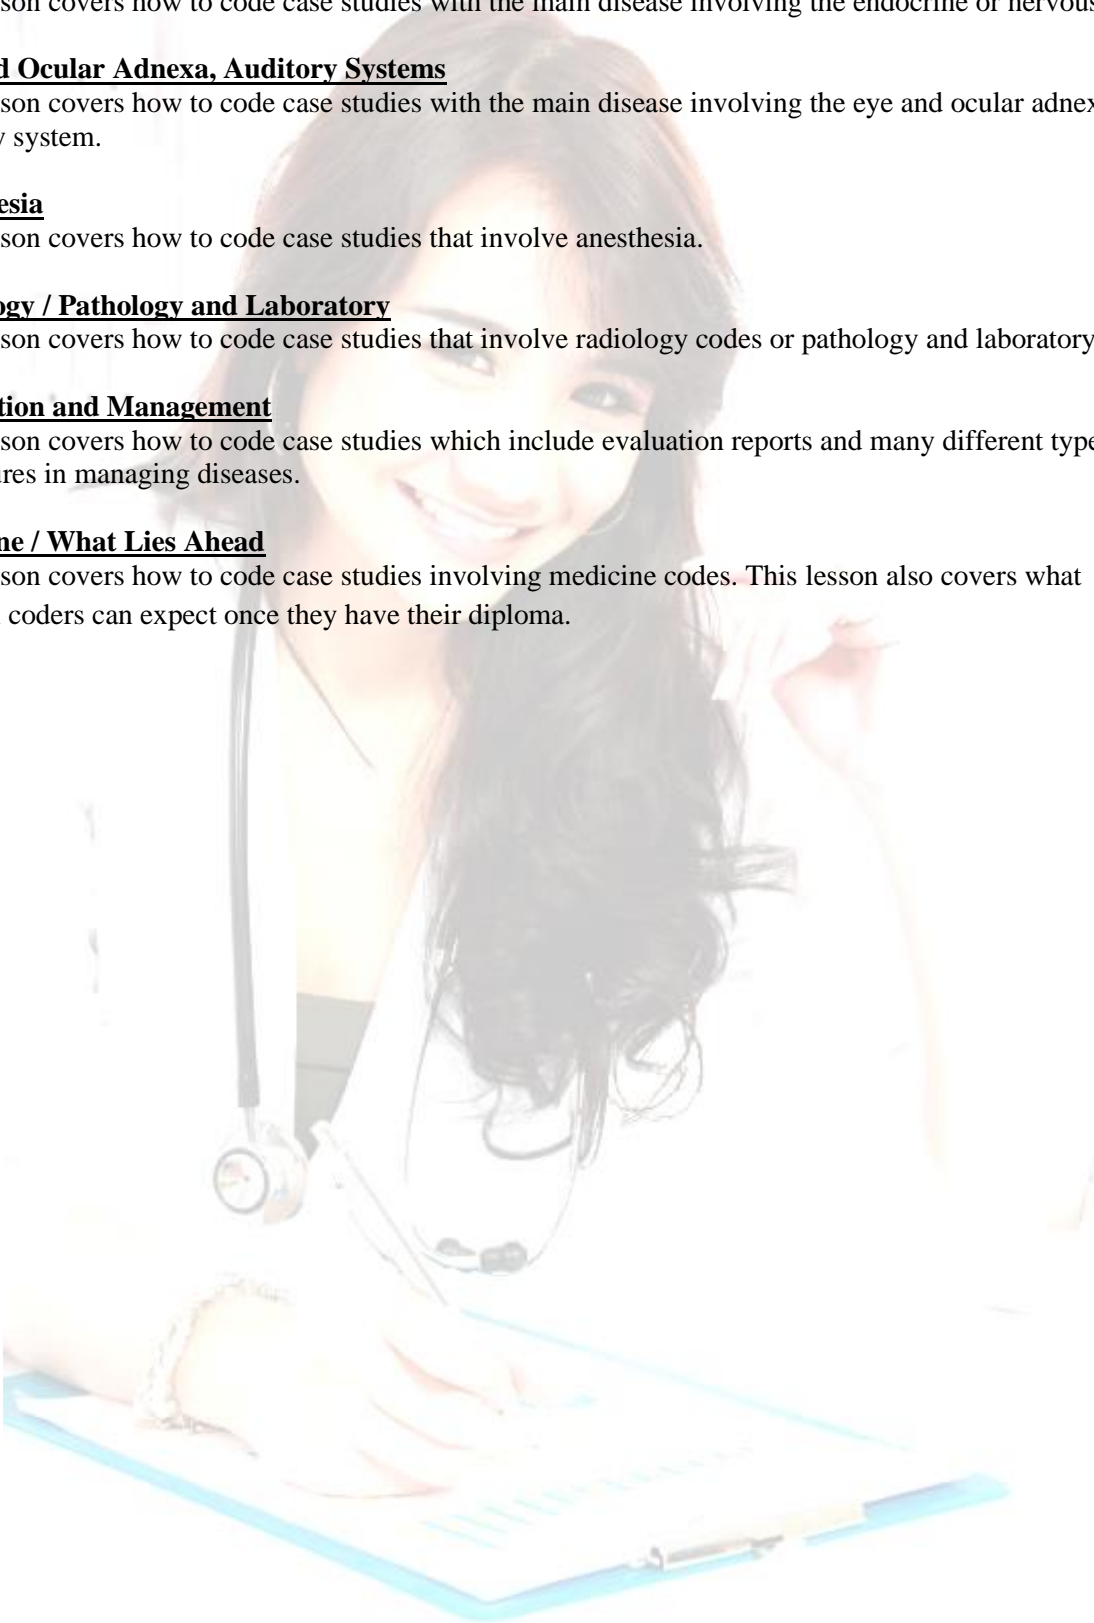 son covers how to code case studies with the main disease involving the endocrine or nervous
d Ocular Adnexa, Auditory Systems
son covers how to code case studies with the main disease involving the eye and ocular adnex
y system.
esia
son covers how to code case studies that involve anesthesia.
ogy / Pathology and Laboratory
son covers how to code case studies that involve radiology codes or pathology and laboratory
tion and Management
son covers how to code case studies which include evaluation reports and many different type
ures in managing diseases.
ne / What Lies Ahead
son covers how to code case studies involving medicine codes. This lesson also covers what
coders can expect once they have their diploma.